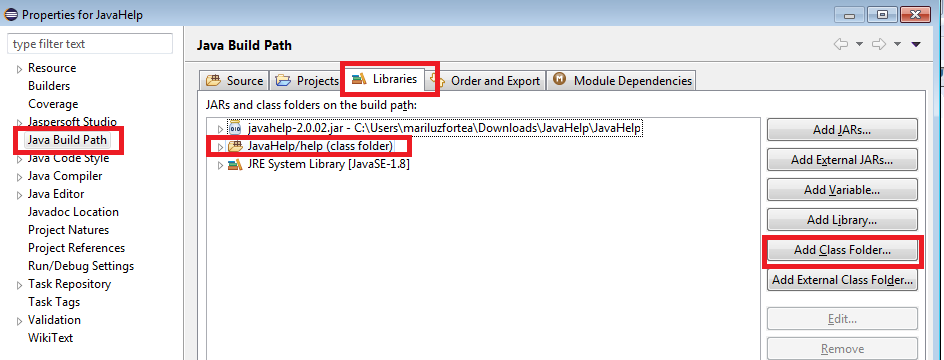 Properties for JavaHelp
type filter text
Resource
Builders
Coverage
Jaspersoft Studio
Java Build Path
Java Code Style
Java Compiler
Java Editor
Javadoc Location
Project Natures
Project References
Run/Debug Settings
Task Repository
Task Tags
Validation
WikiText
Java Build Path
Source Projects Libraries Order and Export Module Dependencies
JARs and class folders on the build path:
javahelp-2.0.02.jar - C:\Users\mariluzfortea\Downloads\JavaHelp\JavaHelp
JavaHelp/help (class folder)
JRE System Library [JavaSE-1.8]
Add JARs...
Add External JARs...
Add Variable...
Add Library...
Add Class Folder...
Add External Class Folder...
Edit...
Remove